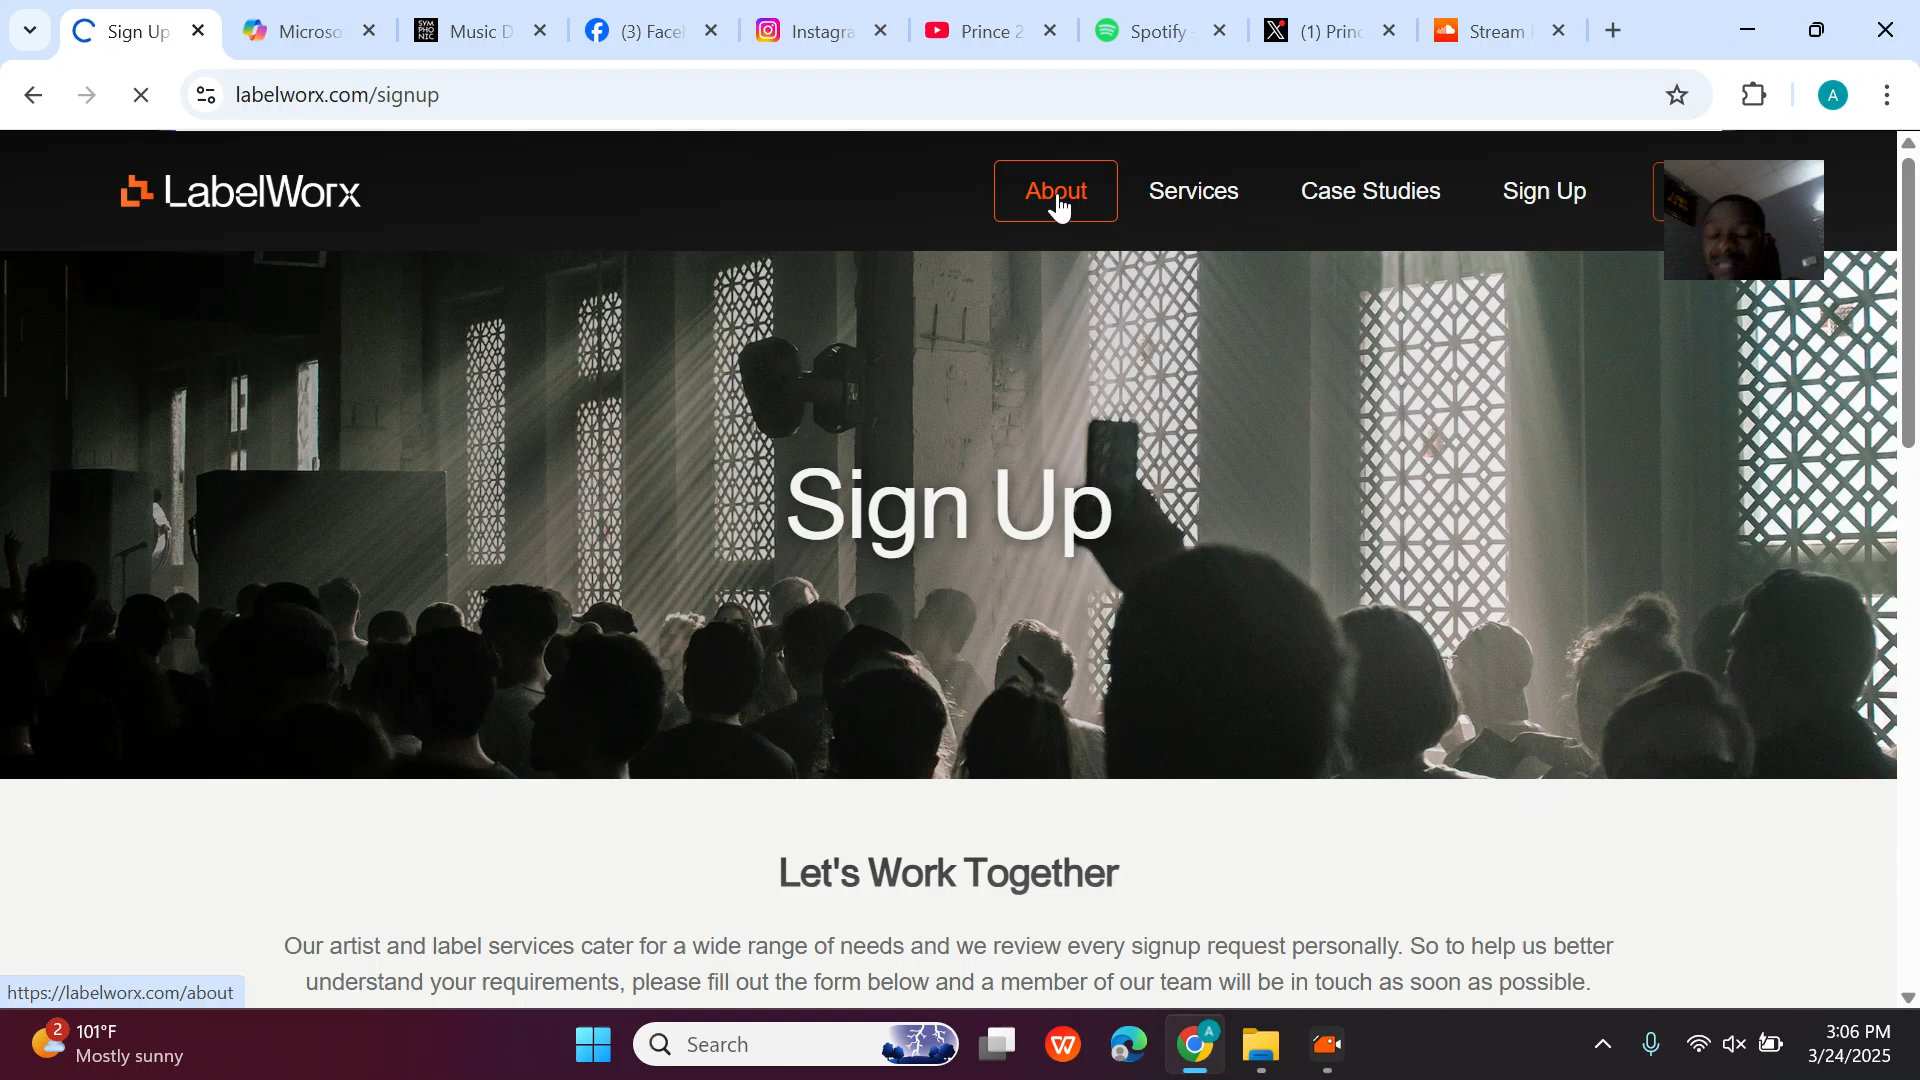 Sign Up
Microso
Music D
(3) Face
Instagra
Prince 2
Spotify
(1) Prin
Stream
labelworx.com/signup
A
LabelWorx
About
Services
Case Studies
Sign Up
Sign Up
Let's Work Together
Our artist and label services cater for a wide range of needs and we review every signup request personally. So to help us better
understand your requirements, please fill out the form below and a member of our team will be in touch as soon as possible.
https://labelworx.com/about
2
101°F
Mostly sunny
Search
A
3:06 PM
3/24/2025